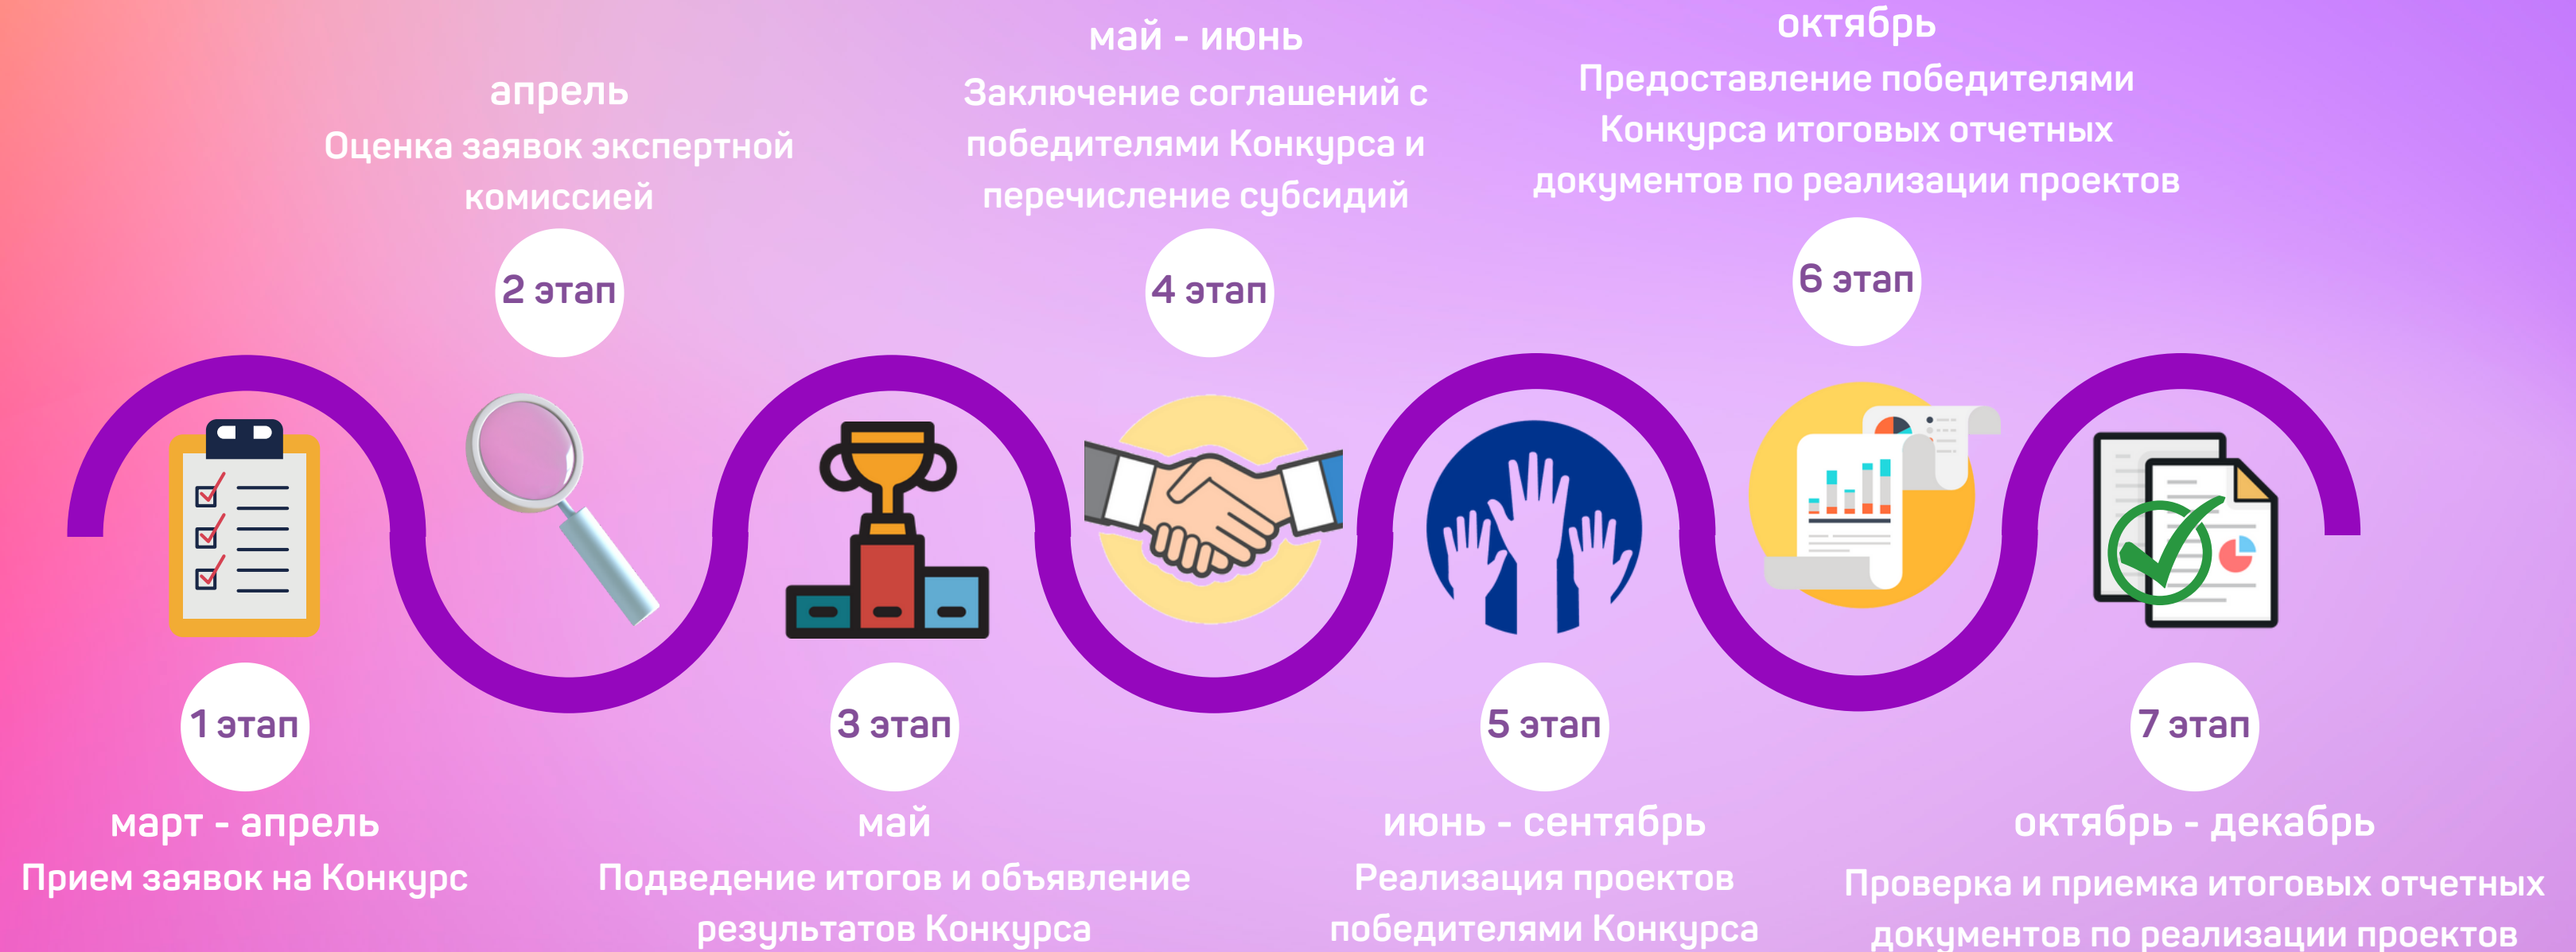 1 этап
март - апрель
Прием заявок на Конкурс
апрель
Оценка заявок экспертной
комиссией
2 этап
3 этап
май
Подведение итогов и объявление
результатов Конкурса
май - июнь
Заключение соглашений с
победителями Конкурса и
перечисление субсидий
4 этап
5 этап
июнь - сентябрь
Реализация проектов
победителями Конкурса
октябрь
Предоставление победителями
Конкурса итоговых отчетных
документов по реализации проектов
6 этап
7 этап
октябрь - декабрь
Проверка и приемка итоговых отчетных
документов по реализации проектов